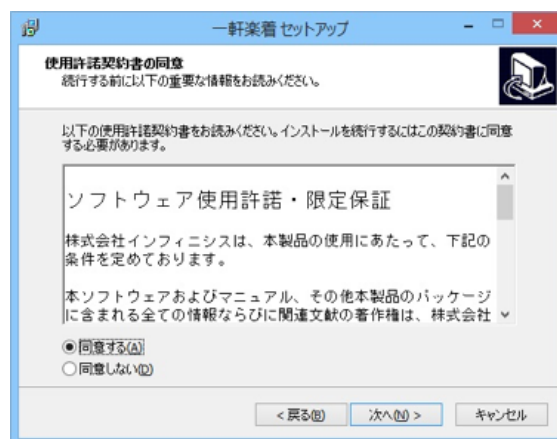 一軒楽着 セットアップ
使用許諾契約書の同意
続行する前に以下の重要な情報をお読みください。
以下の使用許諾契約書をお読みください。インストールを続行するにはこの契約書に同意
する必要があります。
ソフトウェア使用許諾・限定保証
株式会社インフィニシスは、本製品の使用にあたって、下記の
条件を定めております。
本ソフトウェアおよびマニュアル、その他本製品のパッケージ
に含まれる全ての情報ならびに関連文献の著作権は、株式会社
同意する(A)
同意しない(D)
< 戻る(B)
次へ(N) >
キャンセル